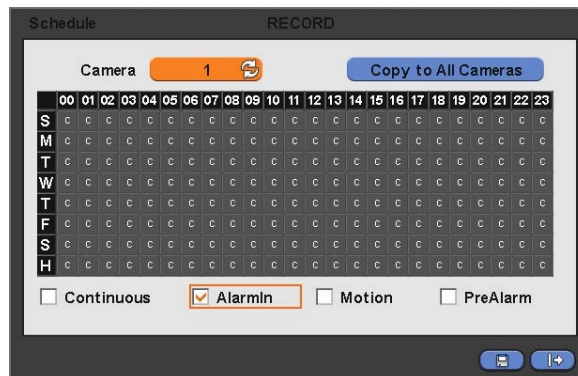 Schedule RECORD
Camera 1 Copy to All Cameras
00 01 02 03 04 05 06 07 08 09 10 11 12 13 14 15 16 17 18 19 20 21 22 23
S C C C C C C C C C C C C C C C C C C C C C C C C
M C C C C C C C C C C C C C C C C C C C C C C C C
T C C C C C C C C C C C C C C C C C C C C C C C C
W C C C C C C C C C C C C C C C C C C C C C C C C
T C C C C C C C C C C C C C C C C C C C C C C C C
F C C C C C C C C C C C C C C C C C C C C C C C C
S C C C C C C C C C C C C C C C C C C C C C C C C
H C C C C C C C C C C C C C C C C C C C C C C C C
Continuous AlarmIn Motion PreAlarm